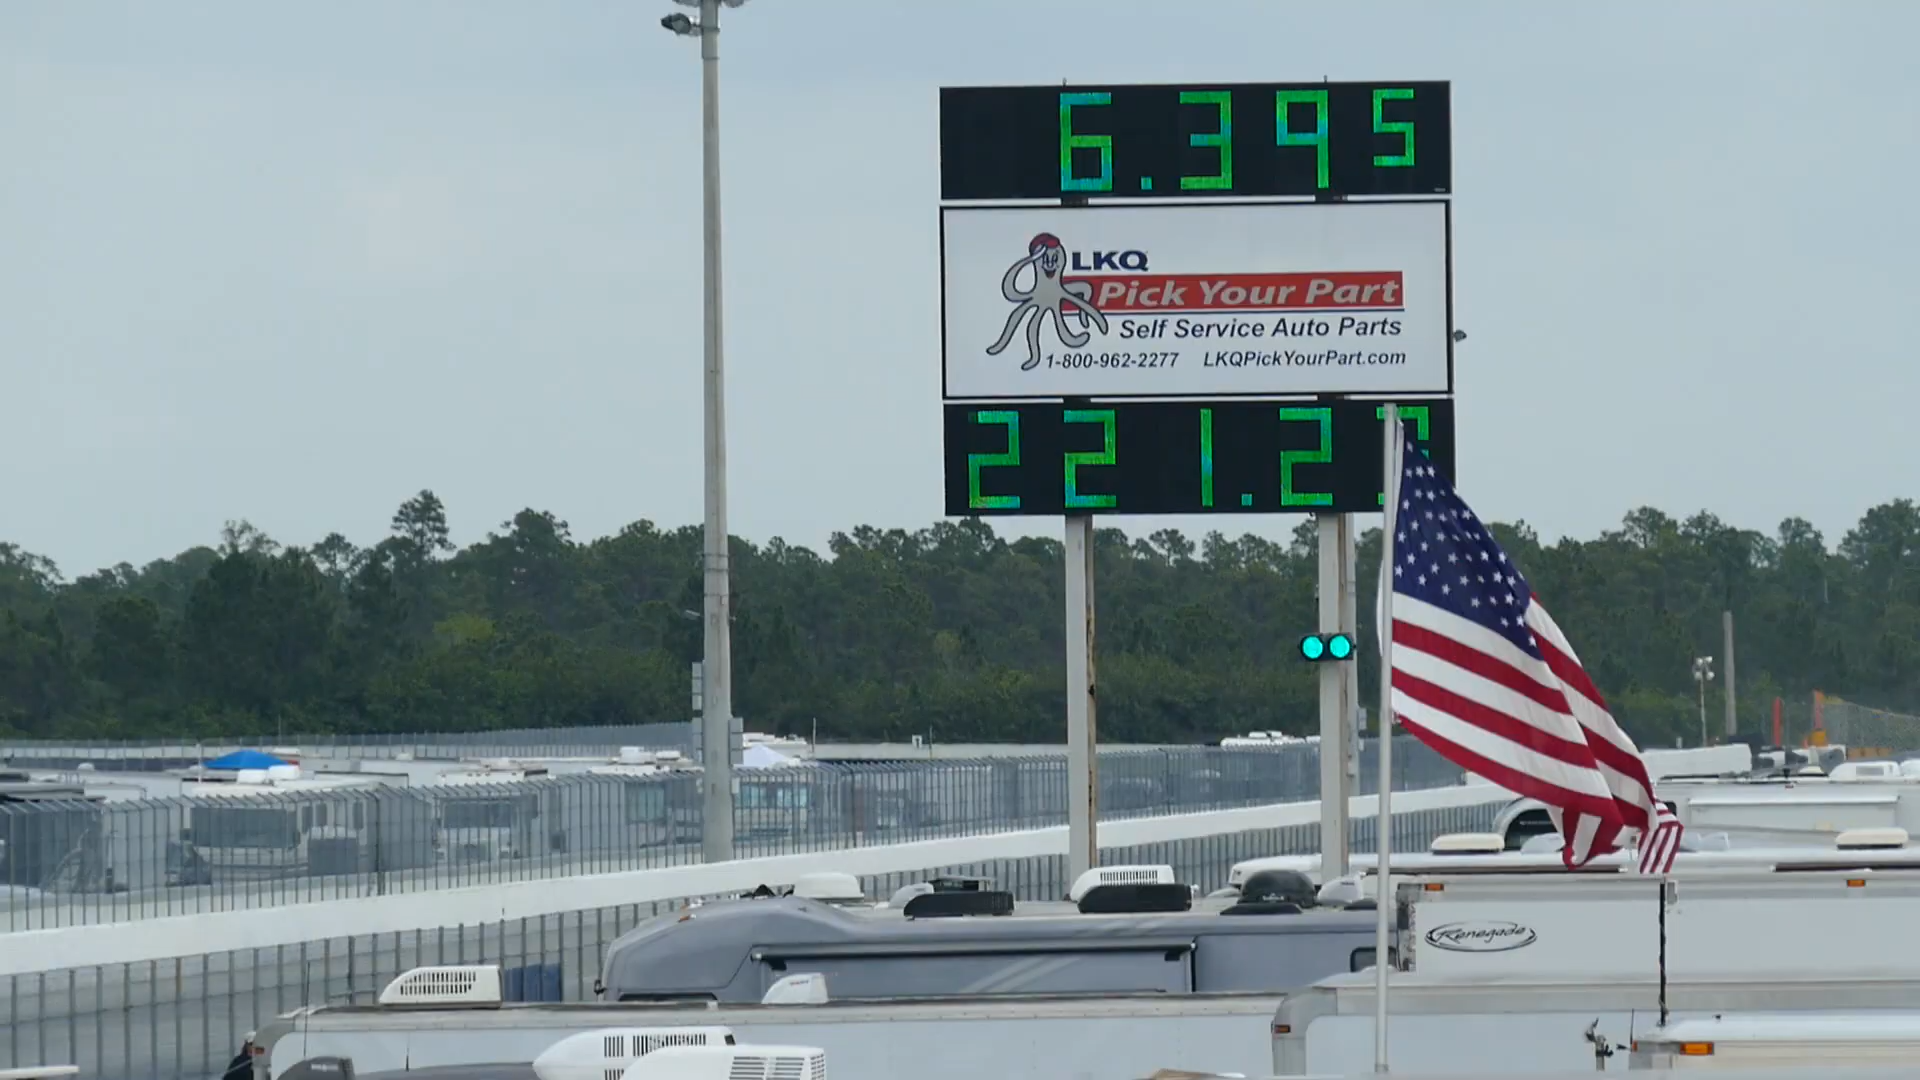 6.395
LKQ
Pick Your Part
Self Service Auto Parts
1-800-962-2277 LKQPickYourPart.com
221.2
Renegade